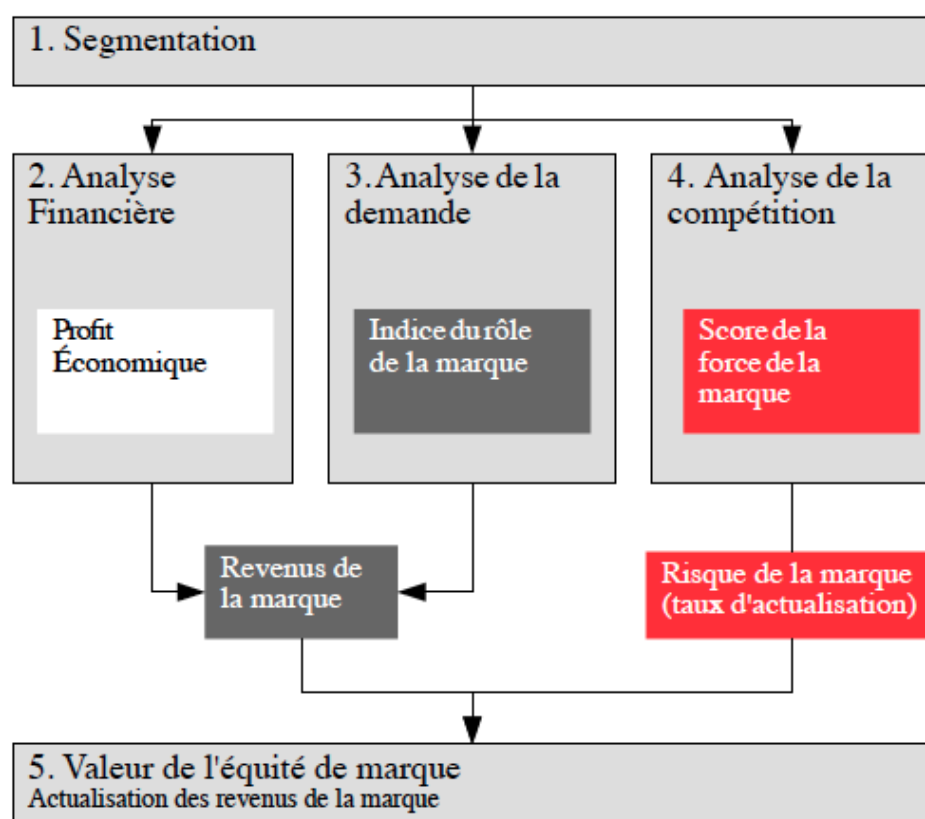 1. Segmentation
2. Analyse
Financière
3. Analyse de la
demande
4. Analyse de la
compétition
Profit
Économique
Indice du rôle
de la marque
Score de la
force de la
marque
Revenus de
la marque
Risque de la marque
(taux d'actualisation)
5. Valeur de l'équité de marque
Actualisation des revenus de la marque